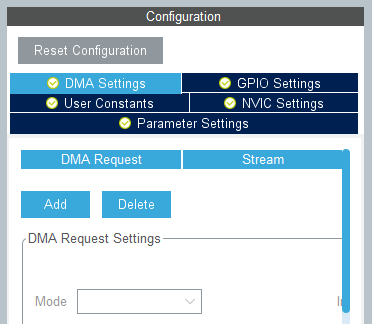 Configuration
Reset Configuration
DMA Settings GPIO Settings
User Constants NVIC Settings
Parameter Settings
DMA Request Stream
Add Delete
DMA Request Settings
Mode